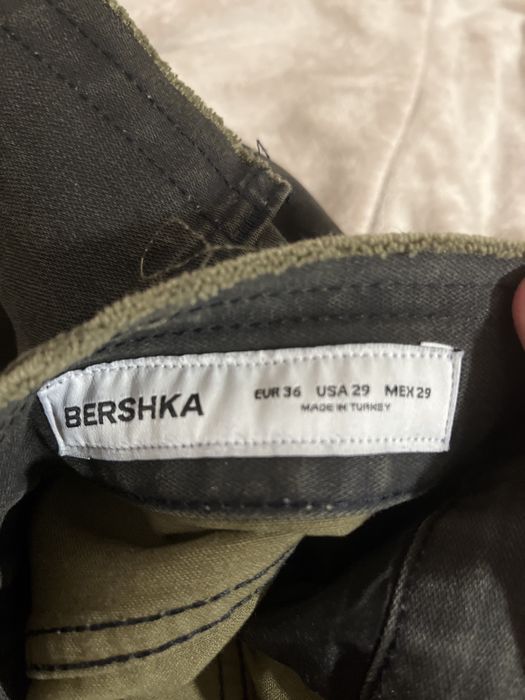 BERSHKA
EUR 36 USA 29 MEX 29
MADE IN TURKEY